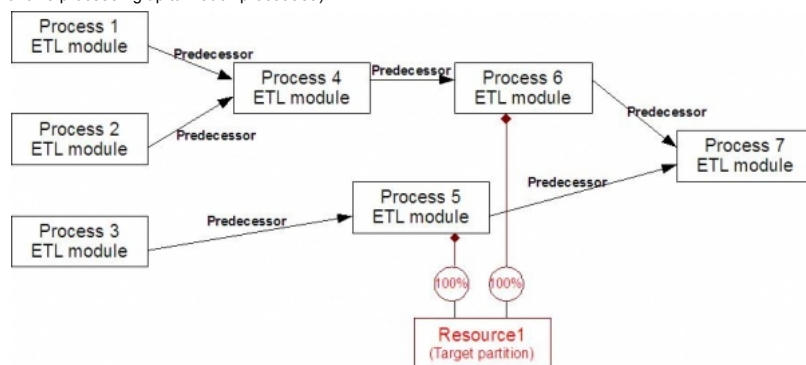 Process 1
ETL module
Predecessor
Process 4
ETL module
Predecessor
Process 6
ETL module
Process 2
ETL module
Predecessor
Predecessor
Process 7
ETL module
Process 3
ETL module
Predecessor
Process 5
ETL module
Predecessor
100%
100%
Resource1
(Target partition)